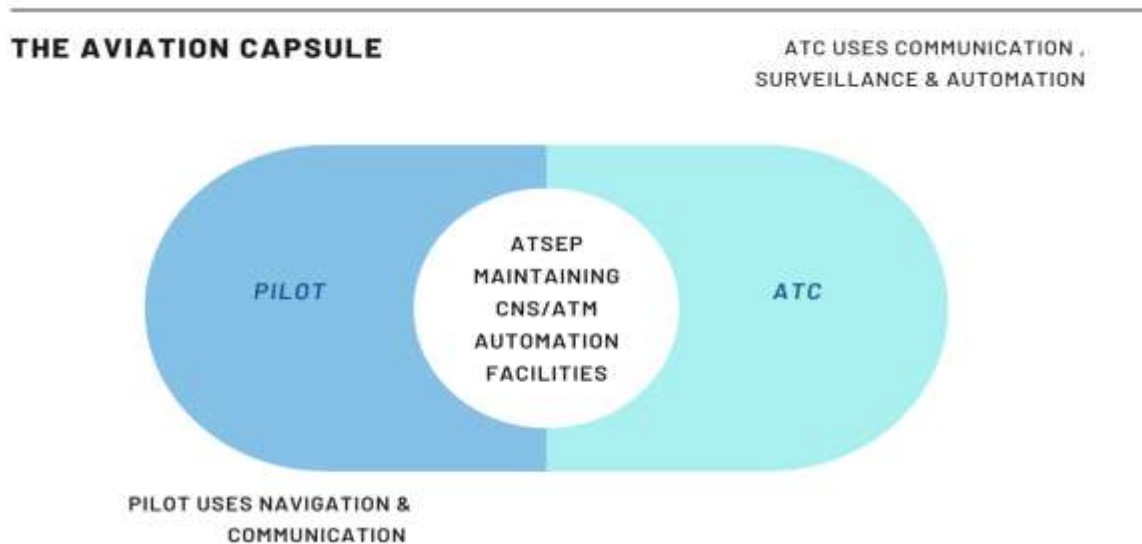 THE AVIATION CAPSULE
ATC USES COMMUNICATION ,
SURVEILLANCE & AUTOMATION
PILOT
ATSEP
MAINTAINING
CNS/ATM
AUTOMATION
FACILITIES
ATC
PILOT USES NAVIGATION &
COMMUNICATION